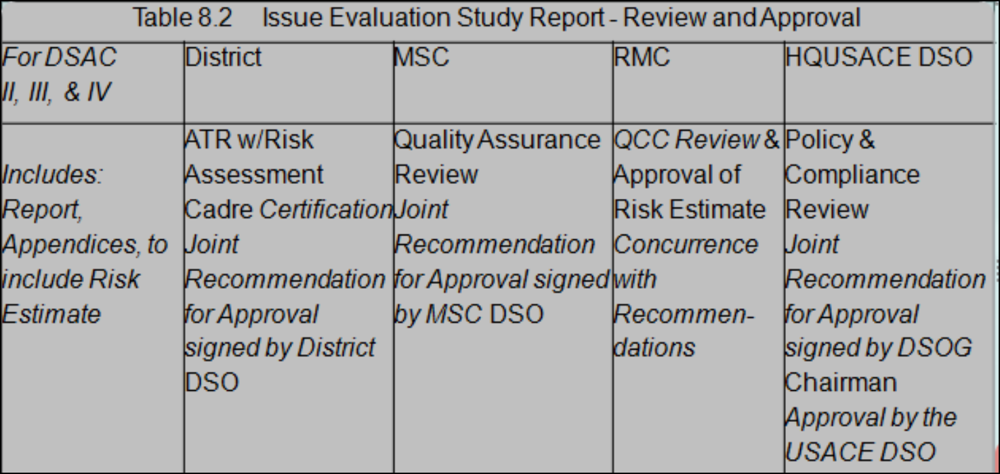 Table 8.2 Issue Evaluation Study Report - Review and Approval
For DSAC
II, III, & IV
District
MSC
RMC
HQUSACE DSO
Includes:
Report,
Appendices, to
include Risk
Estimate
ATR w/Risk
Assessment
Cadre Certification
Joint
Recommendation
for Approval
signed by District
DSO
Quality Assurance
Review
Joint
Recommendation
for Approval signed
by MSC DSO
QCC Review &
Approval of
Risk Estimate
Concurrence
with
Recommen-
dations
Policy &
Compliance
Review
Joint
Recommendation
for Approval
signed by DSOG
Chairman
Approval by the
USACE DSO